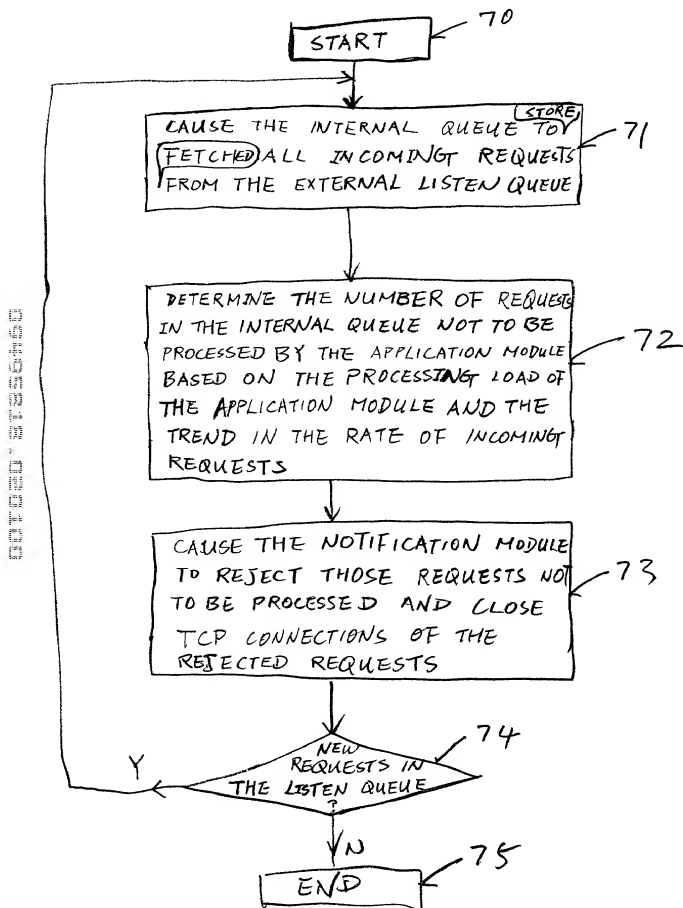 START
70
CAUSE THE INTERNAL QUEUE TO STORE
FETCHED ALL INCOMING REQUESTS
FROM THE EXTERNAL LISTEN QUEUE
71
DETERMINE THE NUMBER OF REQUESTS
IN THE INTERNAL QUEUE NOT TO BE
PROCESSED BY THE APPLICATION MODULE
BASED ON THE PROCESSING LOAD OF
THE APPLICATION MODULE AND THE
TREND IN THE RATE OF INCOMING
REQUESTS
72
CAUSE THE NOTIFICATION MODULE
TO REJECT THOSE REQUESTS NOT
TO BE PROCESSED AND CLOSE
TCP CONNECTIONS OF THE
REJECTED REQUESTS
73
NEW
REQUESTS IN
THE LISTEN QUEUE
?
74
Y
N
END
75